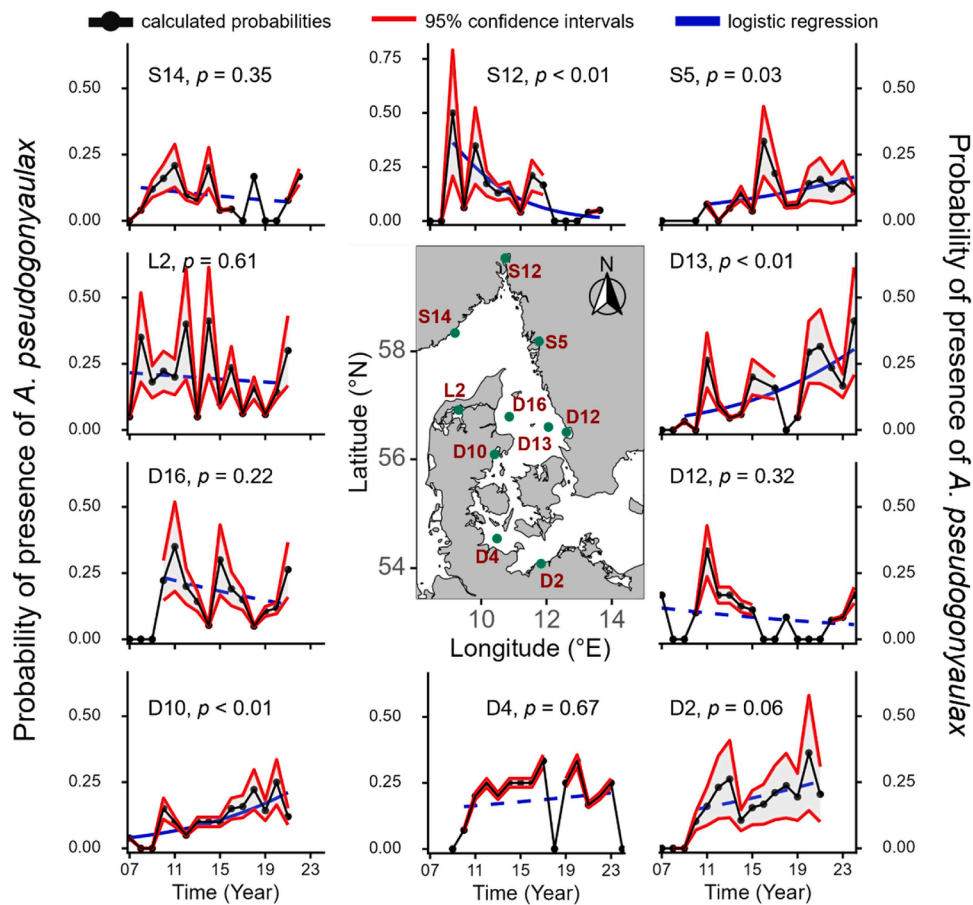 calculated probabilities 95% confidence intervals logistic regression
Probability of presence of A. pseudogonyaulax
Probability of presence of A. pseudogonyaulax
S14, p = 0.35
0.50
0.25
0.00
S12, p < 0.01
0.75
0.50
0.25
0.00
S5, p = 0.03
0.50
0.25
0.00
L2, p = 0.61
0.50
0.25
0.00
N
S12
S14
S5
L2
D16
D12
D13
D10
D4
D2
58
56
54
Latitude (°N)
10 12 14
Longitude (°E)
D13, p < 0.01
0.50
0.25
0.00
D16, p = 0.22
0.50
0.25
0.00
D12, p = 0.32
0.50
0.25
0.00
D10, p < 0.01
0.50
0.25
0.00
07 11 15 19 23
Time (Year)
D4, p = 0.67
0.50
0.25
0.00
07 11 15 19 23
Time (Year)
D2, p = 0.06
0.50
0.25
0.00
07 11 15 19 23
Time (Year)